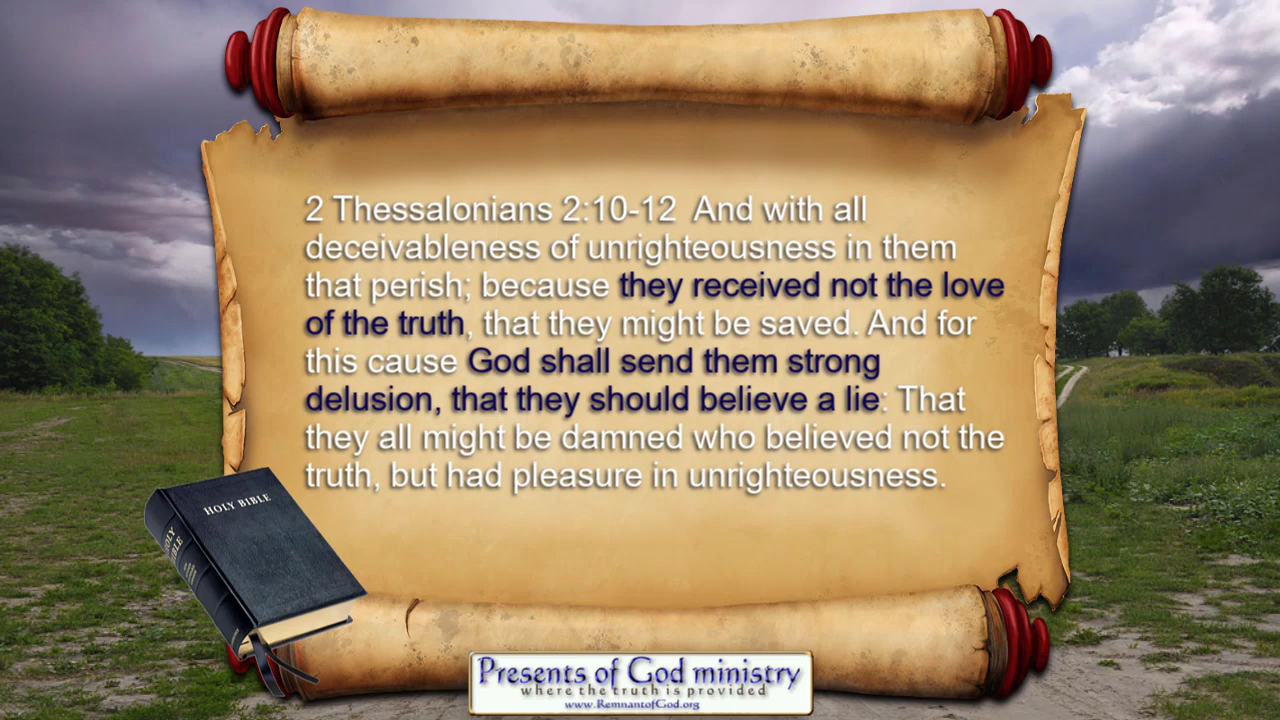 2 Thessalonians 2:10-12  And with all
deceivableness of unrighteousness in them
that perish; because they received not the love
of the truth, that they might be saved. And for
this cause God shall send them strong
delusion, that they should believe a lie: That
they all might be damned who believed not the
truth, but had pleasure in unrighteousness.
HOLY BIBLE
HOLY
BIBLE
Presents of God ministry
where the truth is provided
www.RemnantofGod.org